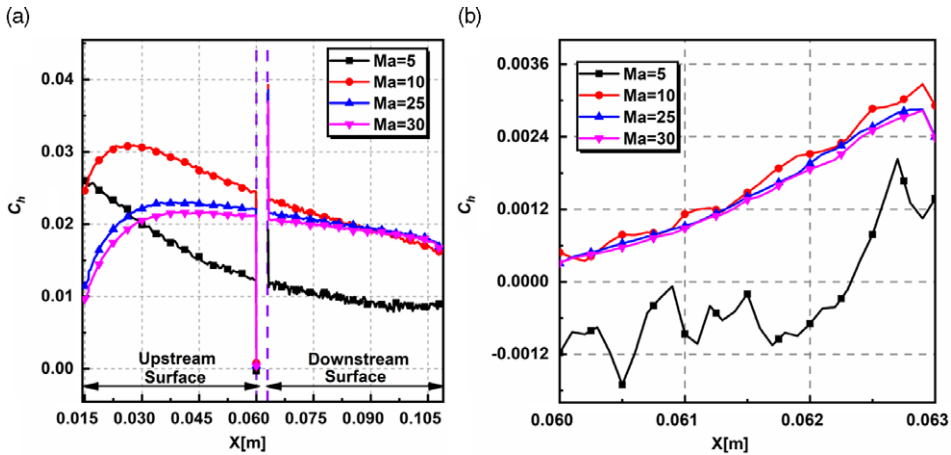 (a)
0.04
0.03
0.02
0.01
0.00
Ch
Ma=5
Ma=10
Ma=25
Ma=30
Upstream
Surface
Downstream
Surface
0.015 0.030 0.045 0.060 0.075 0.090 0.105
X[m]
(b)
0.0036
0.0024
0.0012
0.0000
-0.0012
Ch
Ma=5
Ma=10
Ma=25
Ma=30
0.060 0.061 0.062 0.063
X[m]